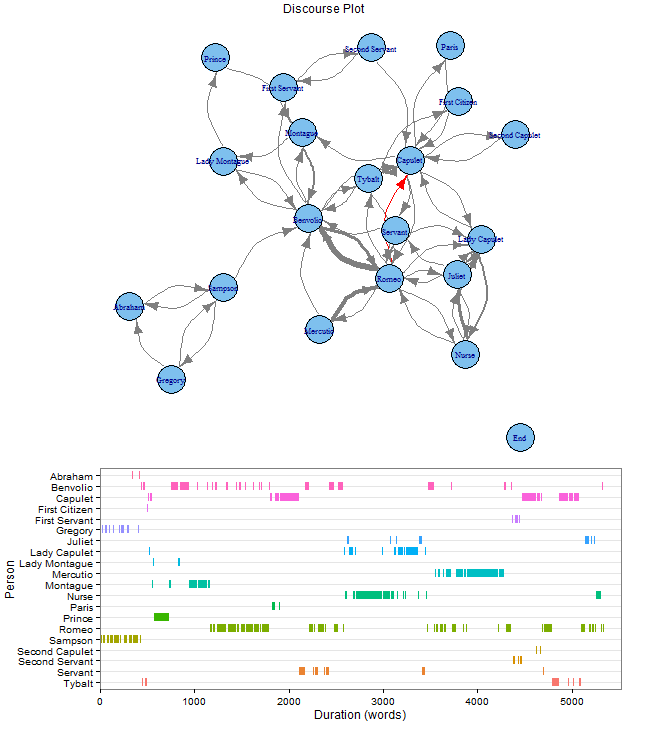 Discourse Plot
Second Servant
Paris
Prince
First Servant
First Citizen
Montague
Second Capulet
Lady Montague
Capulet
Tybalt
Benvolio
Servant
Lady Capulet
Romeo
Juliet
Sampson
Abraham
Mercutio
Nurse
Gregory
End
Person
Abraham
Benvolio
Capulet
First Citizen
First Servant
Gregory
Juliet
Lady Capulet
Lady Montague
Mercutio
Montague
Nurse
Paris
Prince
Romeo
Sampson
Second Capulet
Second Servant
Servant
Tybalt
0 1000 2000 3000 4000 5000
Duration (words)